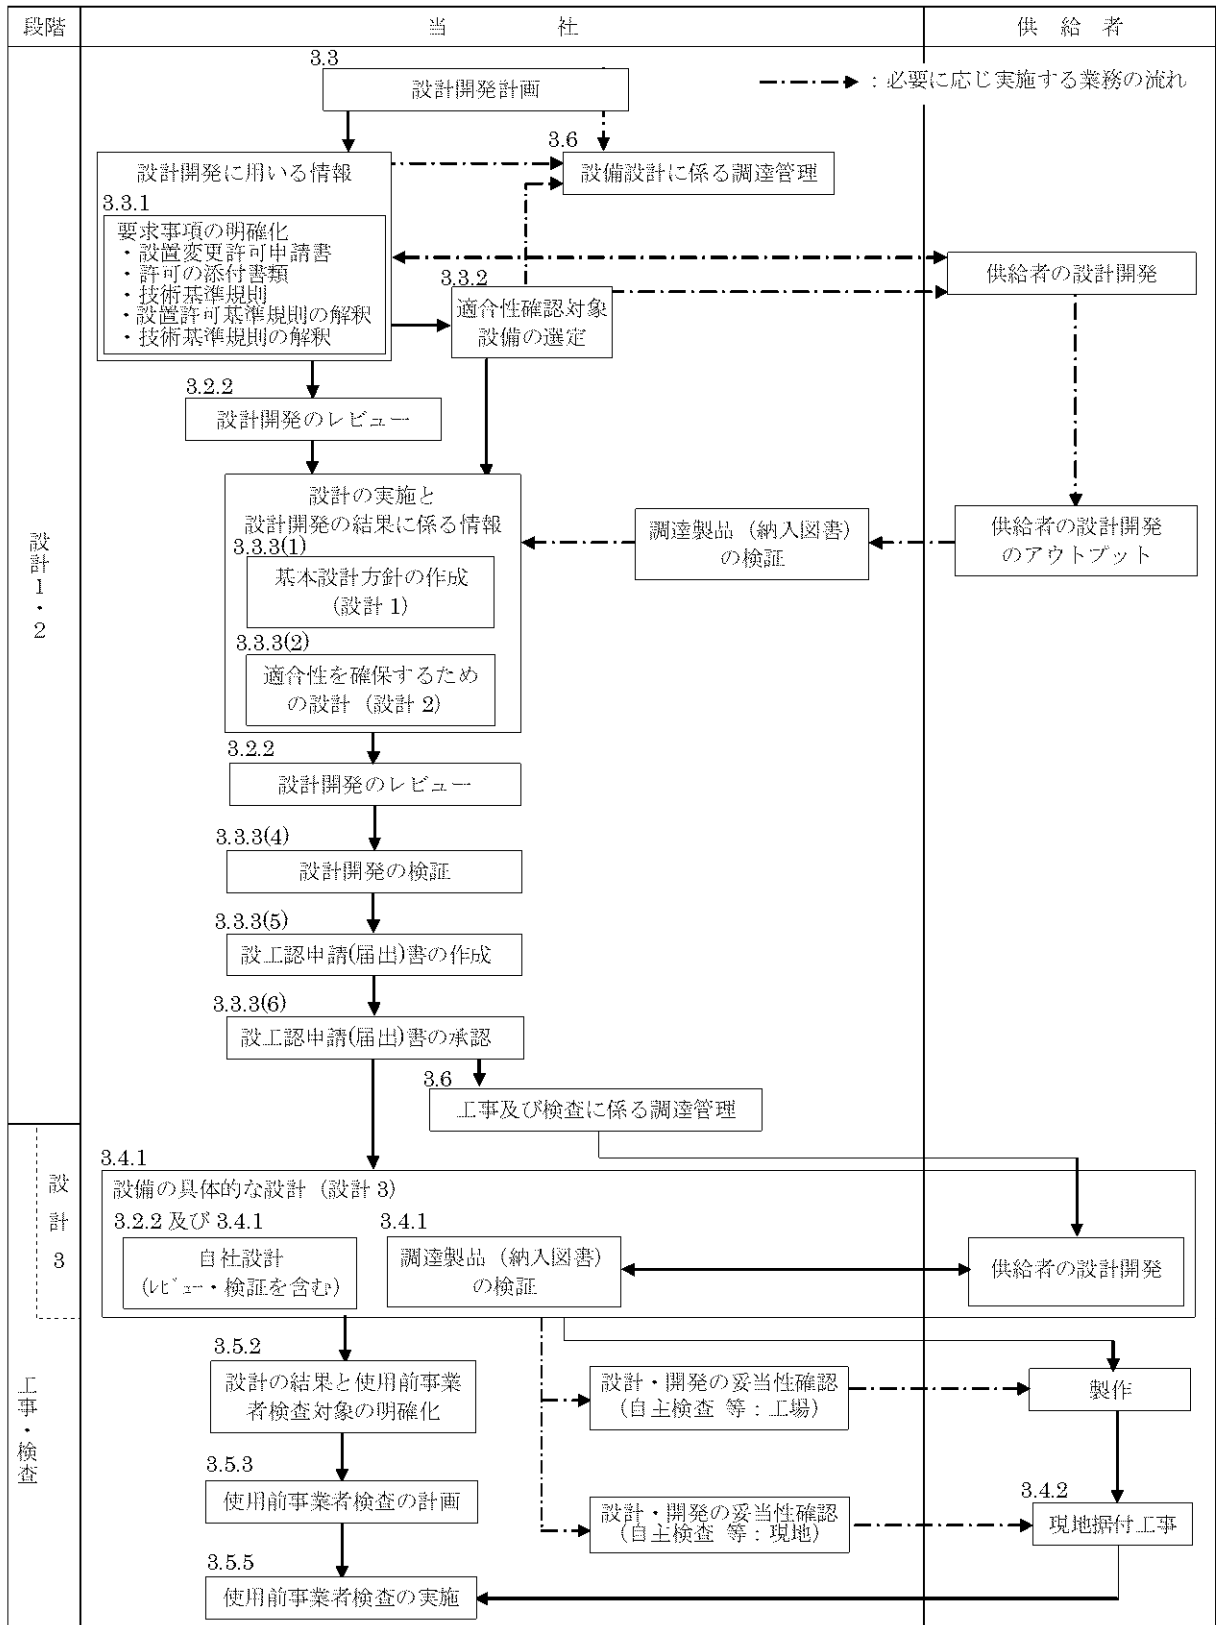 段階
当 社
供 給 者
3.3
設計開発計画
：必要に応じ実施する業務の流れ
3.6
設備設計に係る調達管理
設計開発に用いる情報
3.3.1
要求事項の明確化
・設置変更許可申請書
・許可の添付書類
・技術基準規則
・設置許可基準規則の解釈
・技術基準規則の解釈
3.3.2
適合性確認対象
設備の選定
供給者の設計開発
3.2.2
設計開発のレビュー
設計の実施と
設計開発の結果に係る情報
3.3.3(1)
基本設計方針の作成
(設計 1)
3.3.3(2)
適合性を確保するため
の設計（設計 2）
調達製品（納入図書）
の検証
供給者の設計開発
のアウトプット
設計1・2
3.2.2
設計開発のレビュー
3.3.3(4)
設計開発の検証
3.3.3(5)
設工認申請(届出)書の作成
3.3.3(6)
設工認申請(届出)書の承認
3.6
工事及び検査に係る調達管理
設計3
3.4.1
設備の具体的な設計（設計 3）
3.2.2 及び 3.4.1
自社設計
(ﾚﾋﾞｭｰ・検証を含む)
3.4.1
調達製品（納入図書）
の検証
供給者の設計開発
工事・検査
3.5.2
設計の結果と使用前事業
者検査対象の明確化
設計・開発の妥当性確認
(自主検査 等：工場)
製作
3.5.3
使用前事業者検査の計画
設計・開発の妥当性確認
(自主検査 等：現地)
3.4.2
現地据付工事
3.5.5
使用前事業者検査の実施